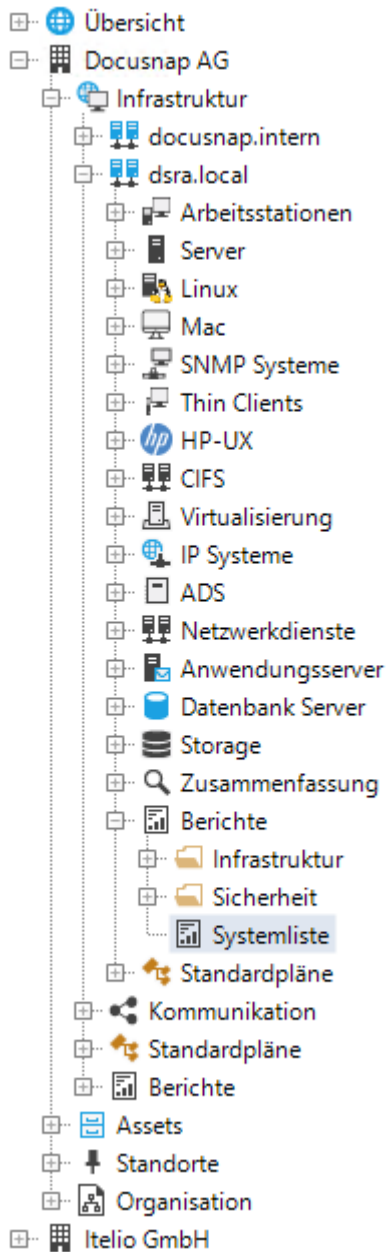 Übersicht
Docusnap AG
Infrastruktur
docusnap.intern
dsra.local
Arbeitsstationen
Server
Linux
Mac
SNMP Systeme
Thin Clients
hp HP-UX
CIFS
Virtualisierung
IP Systeme
ADS
Netzwerkdienste
Anwendungsserver
Datenbank Server
Storage
Zusammenfassung
Berichte
Infrastruktur
Sicherheit
Systemliste
Standardpläne
Kommunikation
Standardpläne
Berichte
Assets
Standorte
Organisation
Itelio GmbH